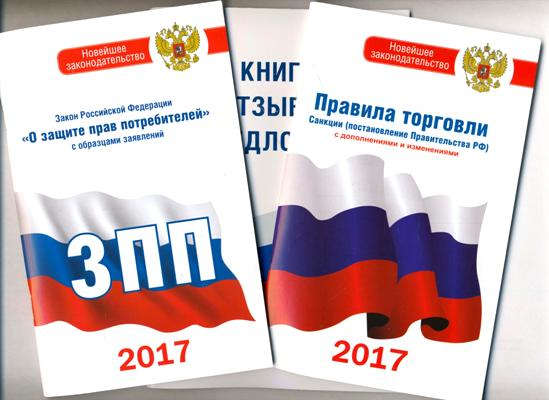 Новейшее
законодательство
Закон Российской Федерации
«О защите прав потребителей»
с образцами заявлений
ЗПП
2017
КНИГ
ТЗЫВ
ДЛО
Новейшее
законодательство
Правила торговли
Санкции (постановление Правительства РФ)
с дополнениями и изменениями
2017